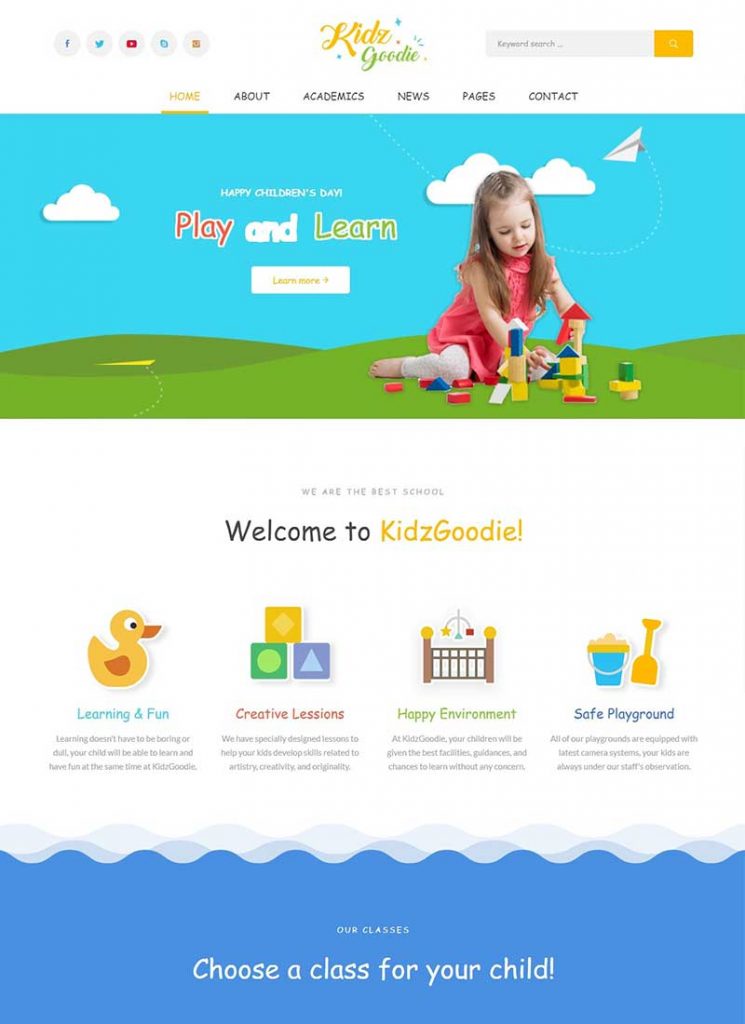 Kidz
Goodie
Keyword search ...
HOME ABOUT ACADEMICS NEWS PAGES CONTACT
HAPPY CHILDREN'S DAY!
Play and Learn
Learn more →
WE ARE THE BEST SCHOOL
Welcome to KidzGoodie!
Learning & Fun
Learning doesn't have to be boring or
dull, your child will be able to learn and
have fun at the same time at KidzGoodie.
Creative Lessions
We have specially designed lessons to
help your kids develop skills related to
artistry, creativity, and originality.
Happy Environment
At KidzGoodie, your children will be
given the best facilities, guidances, and
chances to learn without any concern.
Safe Playground
All of our playgrounds are equipped with
latest camera systems, your kids are
always under our staff's observation.
OUR CLASSES
Choose a class for your child!